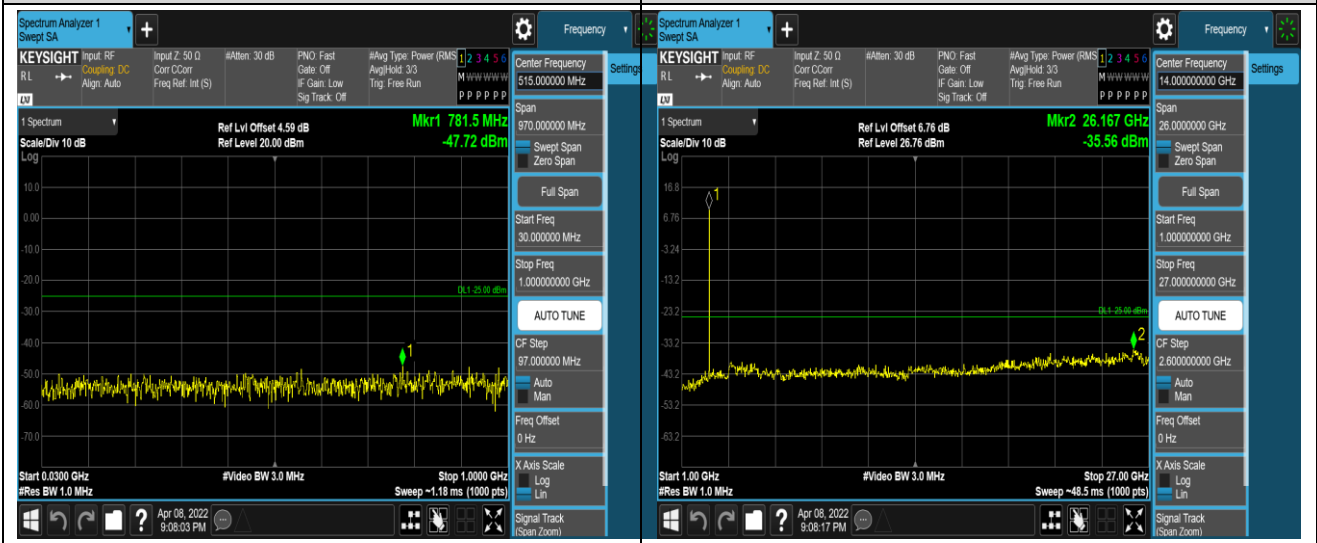 Spectrum Analyzer 1
Swept SA
+
Frequency
KEYSIGHT
RL
LXI
Input: RF
Coupling: DC
Align: Auto
Input Z: 50 Ω
Corr CCorr
Freq Ref: Int (S)
#Atten: 30 dB
PNO: Fast
Gate: Off
IF Gain: Low
Sig Track: Off
#Avg Type: Power (RMS
Avg|Hold: 3/3
Trig: Free Run
1 2 3 4 5 6
M W W W W W
P P P P P P
Center Frequency
515.000000 MHz
Settings
1 Spectrum
Scale/Div 10 dB
Log
Ref Lvl Offset 4.59 dB
Ref Level 20.00 dBm
Mkr1 781.5 MHz
-47.72 dBm
Span
970.000000 MHz
Swept Span
Zero Span
Full Span
Start Freq
30.000000 MHz
Stop Freq
1.000000000 GHz
AUTO TUNE
CF Step
97.000000 MHz
Auto
Man
Freq Offset
0 Hz
X Axis Scale
Log
Lin
Signal Track
(Span Zoom)
10.0
0.00
-10.0
-20.0
DL1 -25.00 dBm
-30.0
-40.0
1
-50.0
-60.0
-70.0
Start 0.0300 GHz
#Res BW 1.0 MHz
#Video BW 3.0 MHz
Stop 1.0000 GHz
Sweep ~1.18 ms (1000 pts)
?
Apr 08, 2022
9:08:03 PM
Spectrum Analyzer 1
Swept SA
+
Frequency
KEYSIGHT
RL
LXI
Input: RF
Coupling: DC
Align: Auto
Input Z: 50 Ω
Corr CCorr
Freq Ref: Int (S)
#Atten: 30 dB
PNO: Fast
Gate: Off
IF Gain: Low
Sig Track: Off
#Avg Type: Power (RMS
Avg|Hold: 3/3
Trig: Free Run
1 2 3 4 5 6
M W W W W W
P P P P P P
Center Frequency
14.000000000 GHz
Settings
1 Spectrum
Scale/Div 10 dB
Log
Ref Lvl Offset 6.76 dB
Ref Level 26.76 dBm
Mkr2 26.167 GHz
-35.56 dBm
Span
26.0000000 GHz
Swept Span
Zero Span
Full Span
Start Freq
1.000000000 GHz
Stop Freq
27.000000000 GHz
AUTO TUNE
CF Step
2.600000000 GHz
Auto
Man
Freq Offset
0 Hz
X Axis Scale
Log
Lin
Signal Track
(Span Zoom)
16.8
1
6.76
-3.24
-13.2
-23.2
DL1 -25.00 dBm
-33.2
2
-43.2
-53.2
-63.2
Start 1.00 GHz
#Res BW 1.0 MHz
#Video BW 3.0 MHz
Stop 27.00 GHz
Sweep ~48.5 ms (1000 pts)
?
Apr 08, 2022
9:08:17 PM